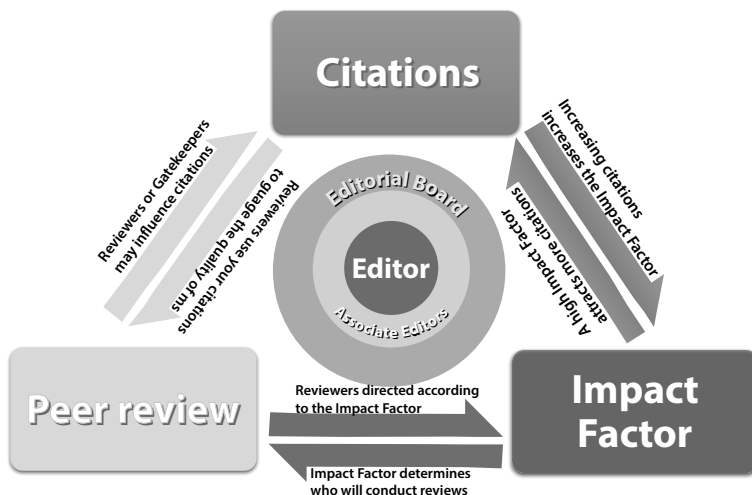 Citations
Reviewers or Gatekeepers
may influence citations
Reviewers use your citations
to guage the quality of ms
Increasing citations
increases the Impact Factor
A high Impact Factor
attracts more citations
Editorial Board
Editor
Associate Editors
Peer review
Reviewers directed according
to the Impact Factor
Impact Factor determines
who will conduct reviews
Impact
Factor